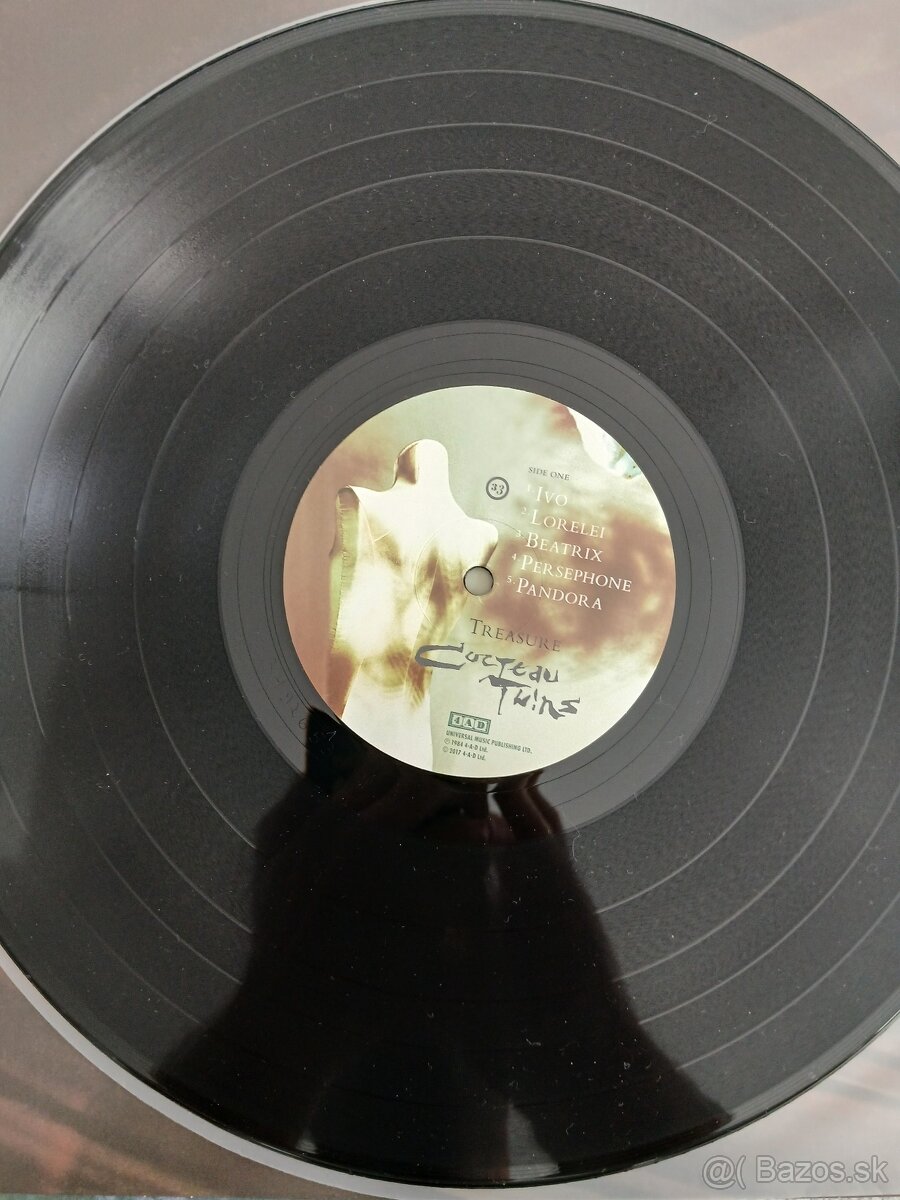 SIDE ONE
33
1. IVO
2. LORELEI
3. BEATRIX
4. PERSEPHONE
5. PANDORA
TREASURE
COCTEAU
TWINS
4AD
UNIVERSAL MUSIC PUBLISHING LTD.
℗ 1984 4-A-D Ltd.
© 2017 4-A-D Ltd.
@( Bazos.sk